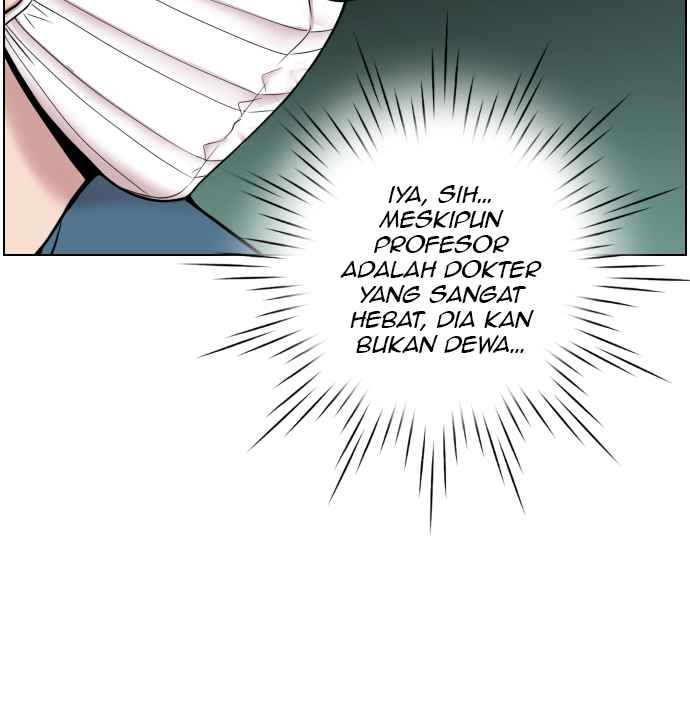 IYA, SIH...
MESKIPUN
PROFESOR
ADALAH DOKTER
YANG SANGAT
HEBAT, DIA KAN
BUKAN DEWA...